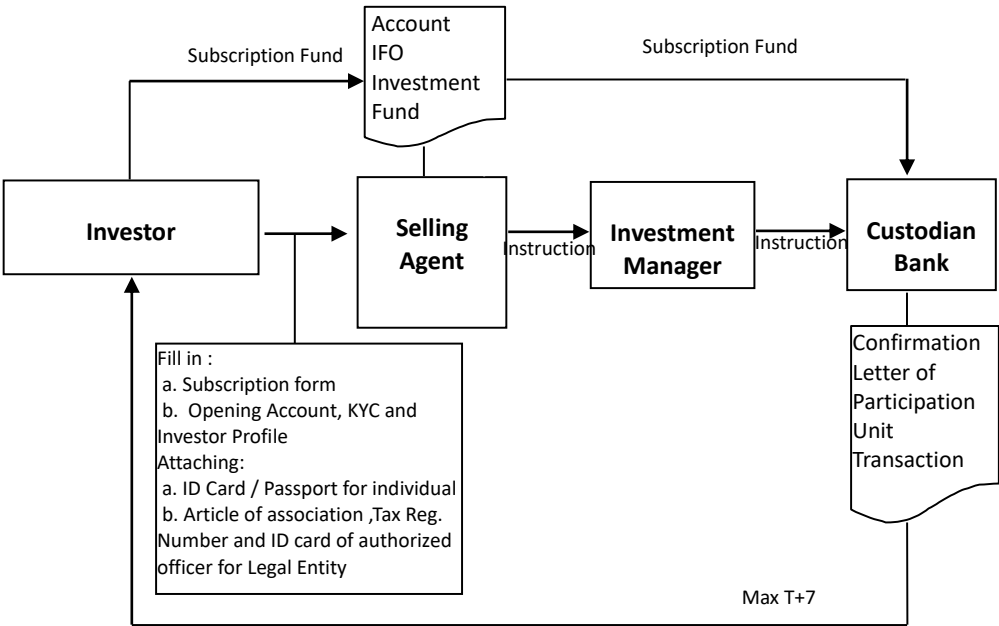 Account
IFO
Investment
Fund
Subscription Fund
Subscription Fund
Investor
Selling
Agent
Instruction
Investment
Manager
Instruction
Custodian
Bank
Fill in :
a. Subscription form
b. Opening Account, KYC and
Investor Profile
Attaching:
a. ID Card / Passport for individual
b. Article of association ,Tax Reg.
Number and ID card of authorized
officer for Legal Entity
Confirmation
Letter of
Participation
Unit
Transaction
Max T+7